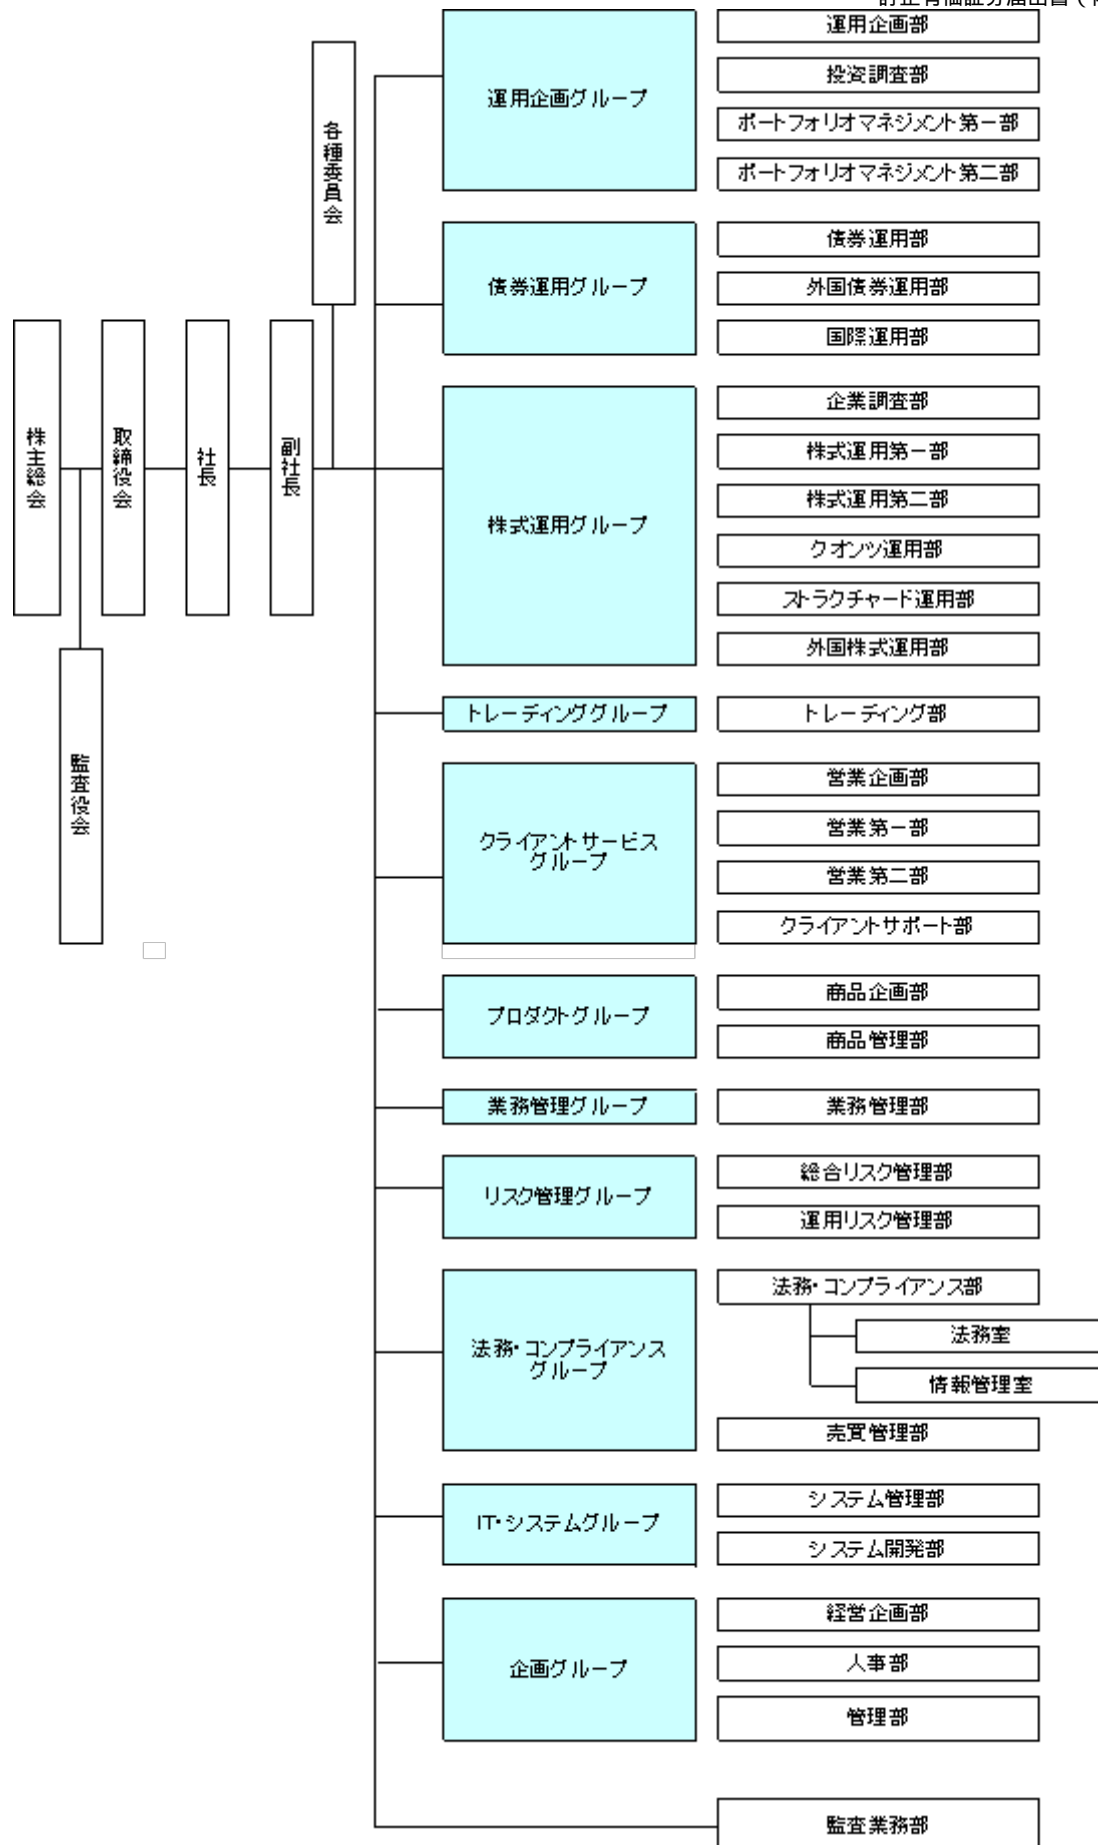 運用企画部
投資調査部
ポートフォリオマネジメント第一部
ポートフォリオマネジメント第二部
運用企画グループ
各種委員会
債券運用グループ
債券運用部
外国債券運用部
国際運用部
株主総会
取締役会
社長
副社長
監査役会
株式運用グループ
企業調査部
株式運用第一部
株式運用第二部
クオンツ運用部
ストラクチャード運用部
外国株式運用部
トレーディンググループ
トレーディング部
クライアントサービス
グループ
営業企画部
営業第一部
営業第二部
クライアントサポート部
プロダクトグループ
商品企画部
商品管理部
業務管理グループ
業務管理部
リスク管理グループ
総合リスク管理部
運用リスク管理部
法務・コンプライアンス
グループ
法務・コンプライアンス部
法務室
情報管理室
売買管理部
IT・システムグループ
システム管理部
システム開発部
企画グループ
経営企画部
人事部
管理部
監査業務部